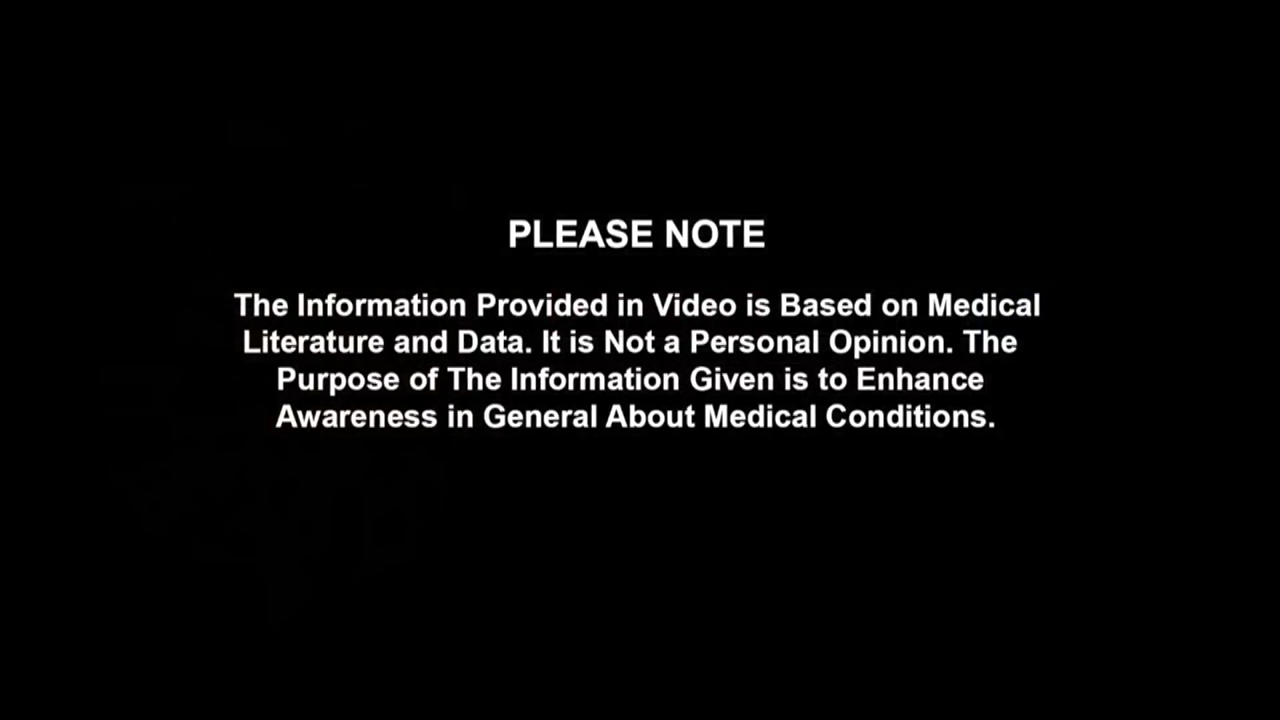 PLEASE NOTE
The Information Provided in Video is Based on Medical
Literature and Data. It is Not a Personal Opinion. The
Purpose of The Information Given is to Enhance
Awareness in General About Medical Conditions.